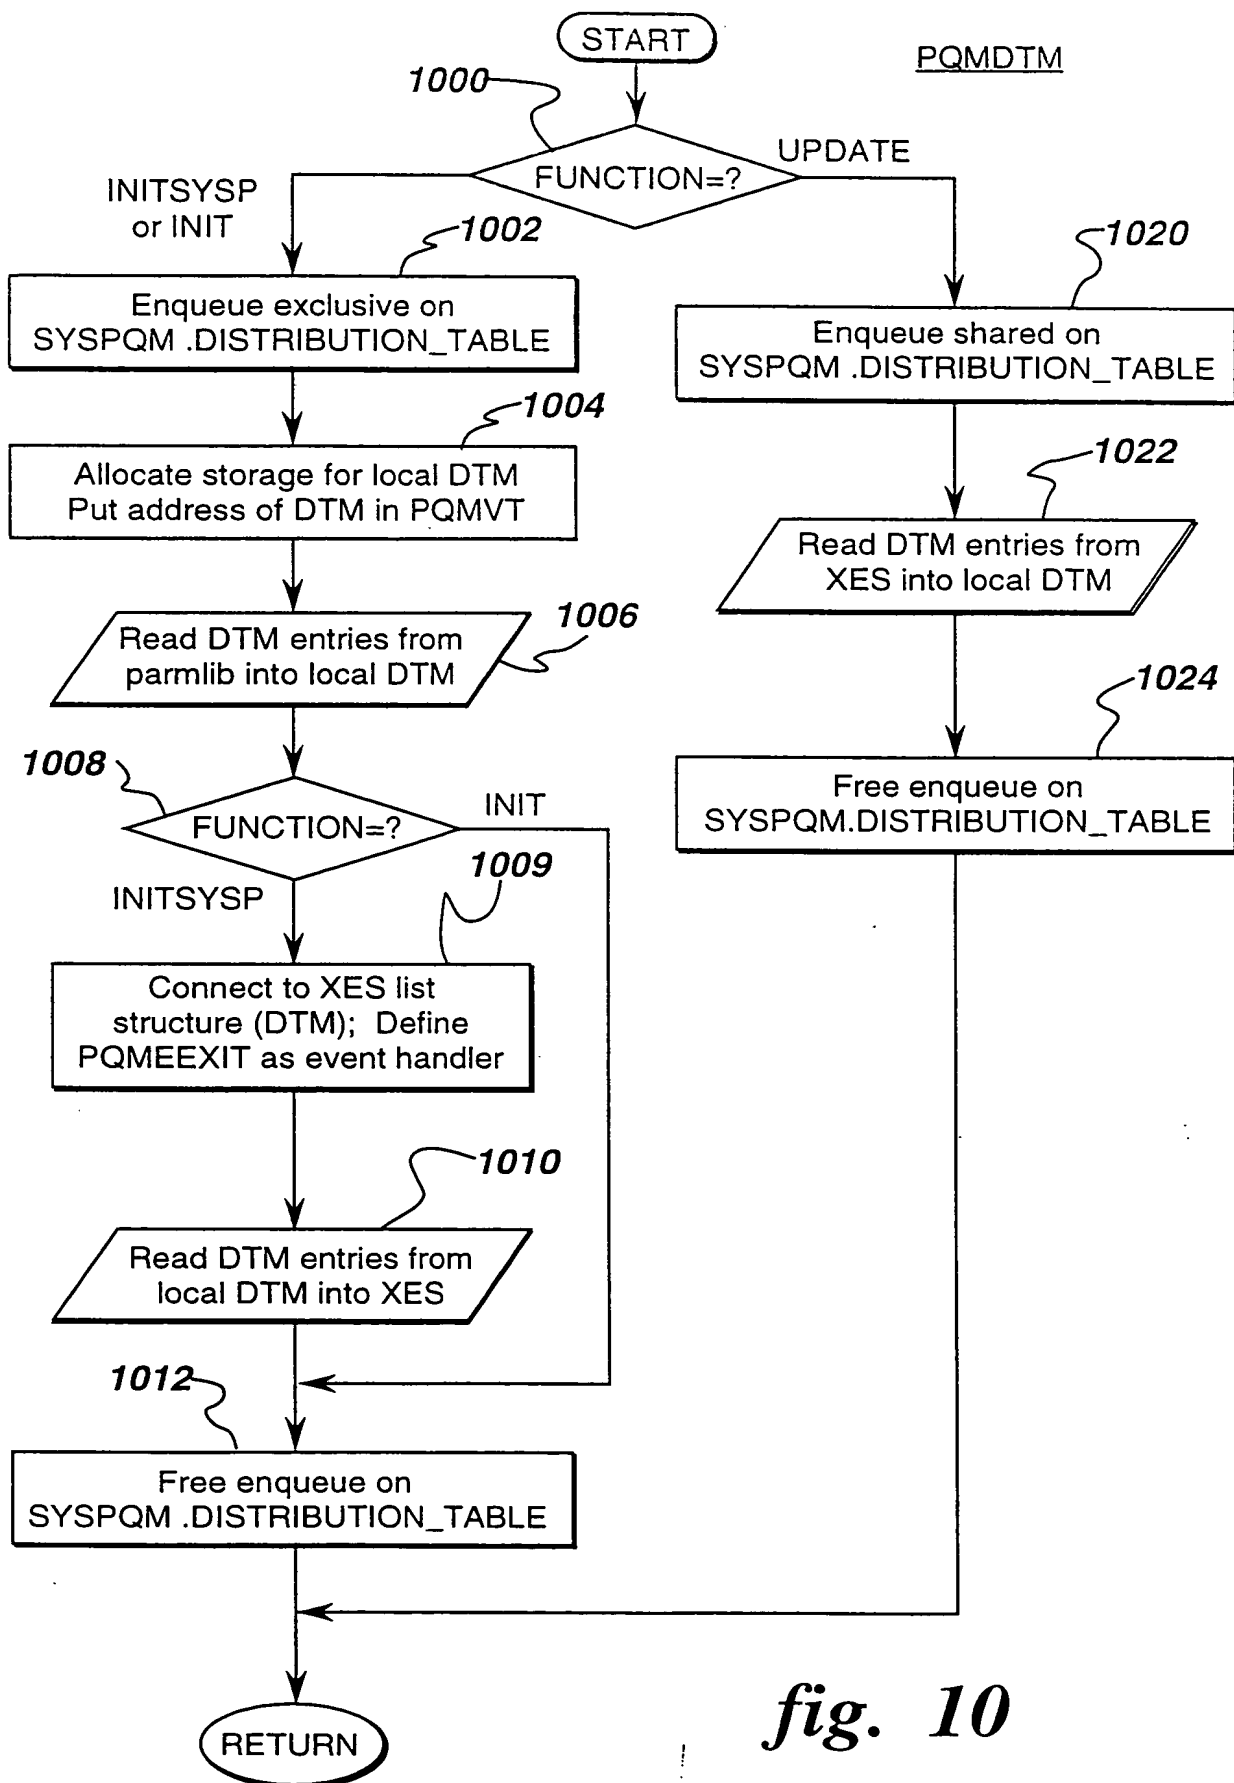 START
PQMDTM
1000
FUNCTION=?
UPDATE
INITSYSP
or INIT
1002
Enqueue exclusive on
SYSPQM .DISTRIBUTION_TABLE
1004
Allocate storage for local DTM
Put address of DTM in PQMVT
1006
Read DTM entries from
parmlib into local DTM
1008
FUNCTION=?
INIT
INITSYSP
1009
Connect to XES list
structure (DTM); Define
PQMEEXIT as event handler
1010
Read DTM entries from
local DTM into XES
1012
Free enqueue on
SYSPQM .DISTRIBUTION_TABLE
1020
Enqueue shared on
SYSPQM .DISTRIBUTION_TABLE
1022
Read DTM entries from
XES into local DTM
1024
Free enqueue on
SYSPQM.DISTRIBUTION_TABLE
RETURN
fig. 10